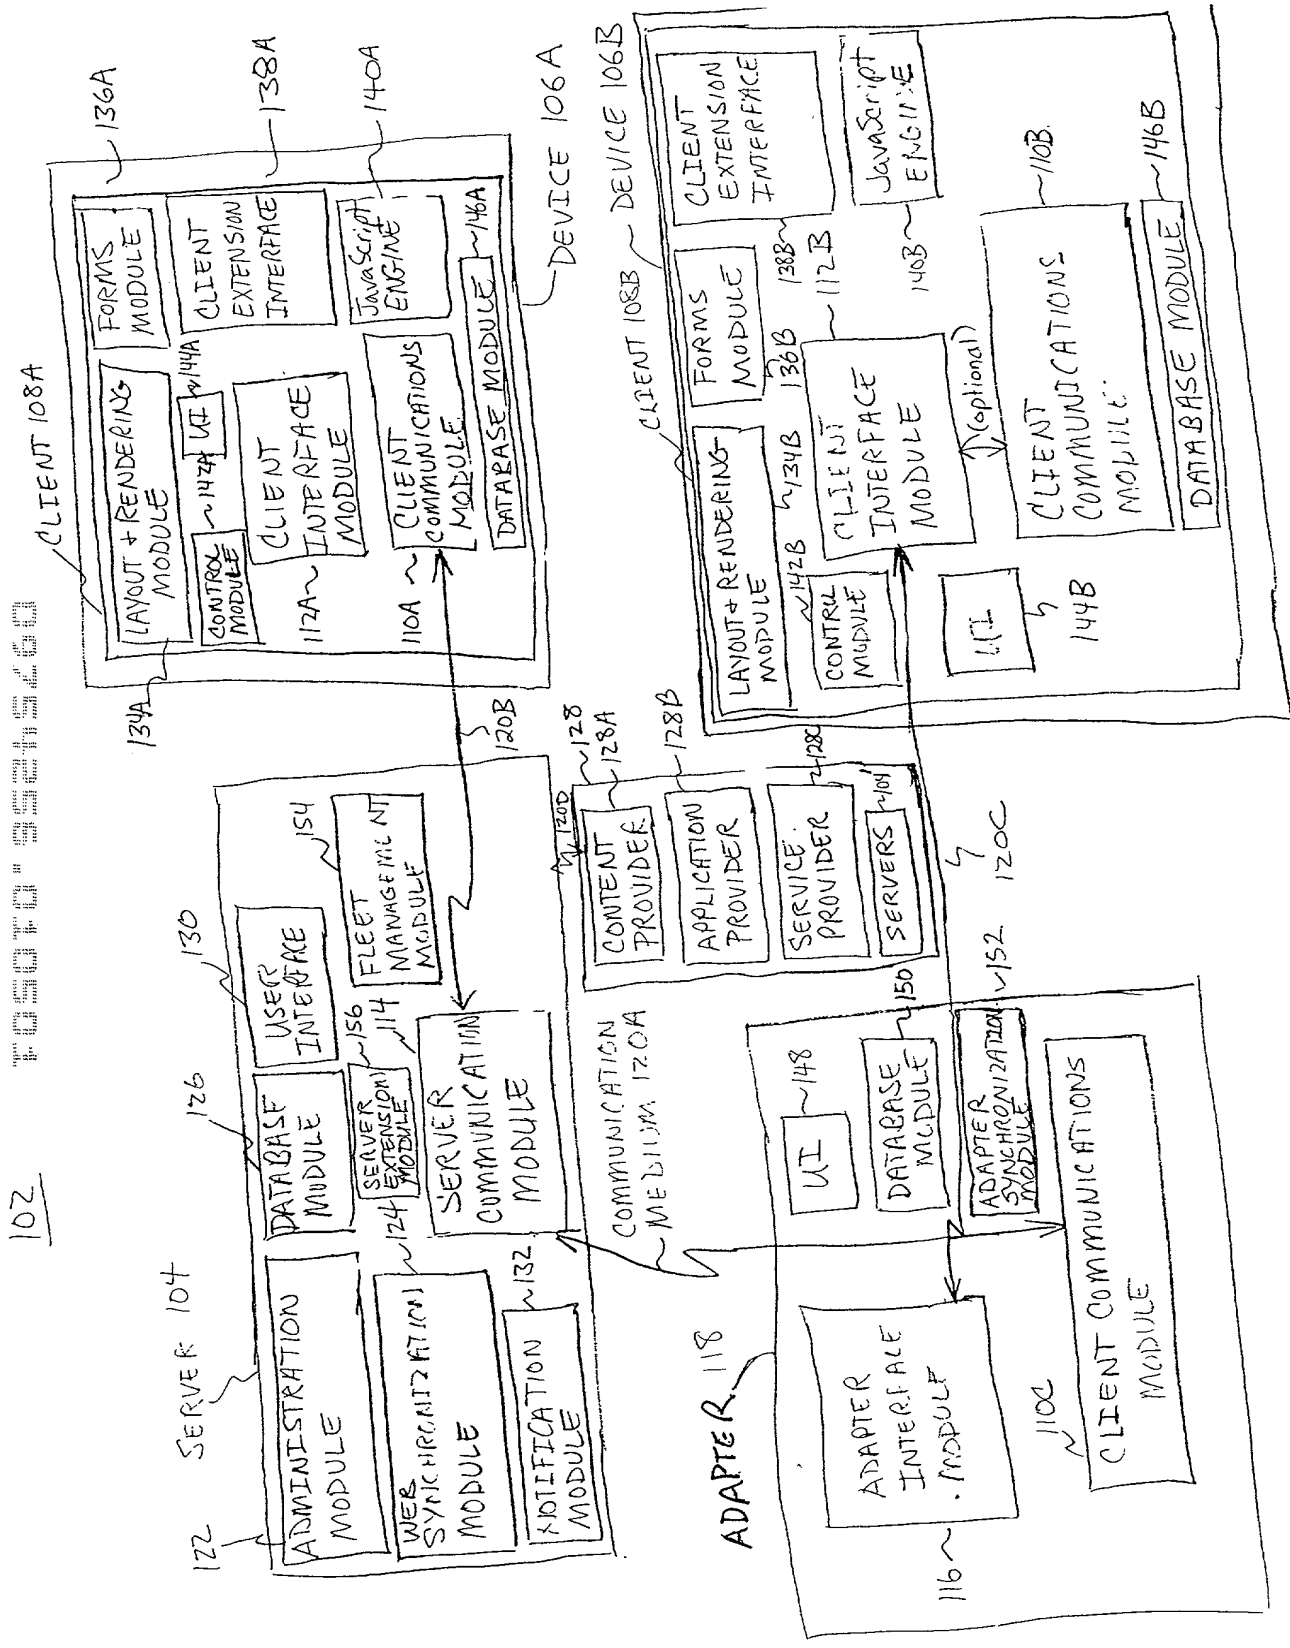 102
SERVER 104
122
ADMINISTRATION
MODULE
126
DATABASE
MODULE
130
USER
INTERFACE
154
FLEET
MANAGEMENT
MODULE
156
SERVER
EXTENSION
MODULE
114
124
WEB
SYNCHRONIZATION
MODULE
SERVER
COMMUNICATION
MODULE
132
NOTIFICATION
MODULE
COMMUNICATION
MEDIUM 120A
120B
CLIENT 108A
134A
LAYOUT + RENDERING
MODULE
FORMS
MODULE
136A
CONTROL
MODULE
142A
UI
144A
CLIENT
EXTENSION
INTERFACE
138A
112A
CLIENT
INTERFACE
MODULE
JavaScript
ENGINE
140A
110A
CLIENT
COMMUNICATIONS
MODULE
DATABASE MODULE
146A
DEVICE 106A
120D
128
CONTENT
PROVIDER
128A
APPLICATION
PROVIDER
128B
SERVICE
PROVIDER
128C
SERVERS
104
120C
ADAPTER 118
UI
148
DATABASE
MODULE
150
ADAPTER
SYNCHRONIZATION
MODULE
152
116
ADAPTER
INTERFACE
MODULE
110C
CLIENT COMMUNICATIONS
MODULE
CLIENT 108B
DEVICE 106B
LAYOUT + RENDERING
MODULE
134B
FORMS
MODULE
136B
CLIENT
EXTENSION
INTERFACE
138B
142B
CONTROL
MODULE
CLIENT
INTERFACE
MODULE
112B
JavaScript
ENGINE
140B
(optional)
UI
144B
CLIENT
COMMUNICATIONS
MODULE
110B
DATABASE MODULE
146B